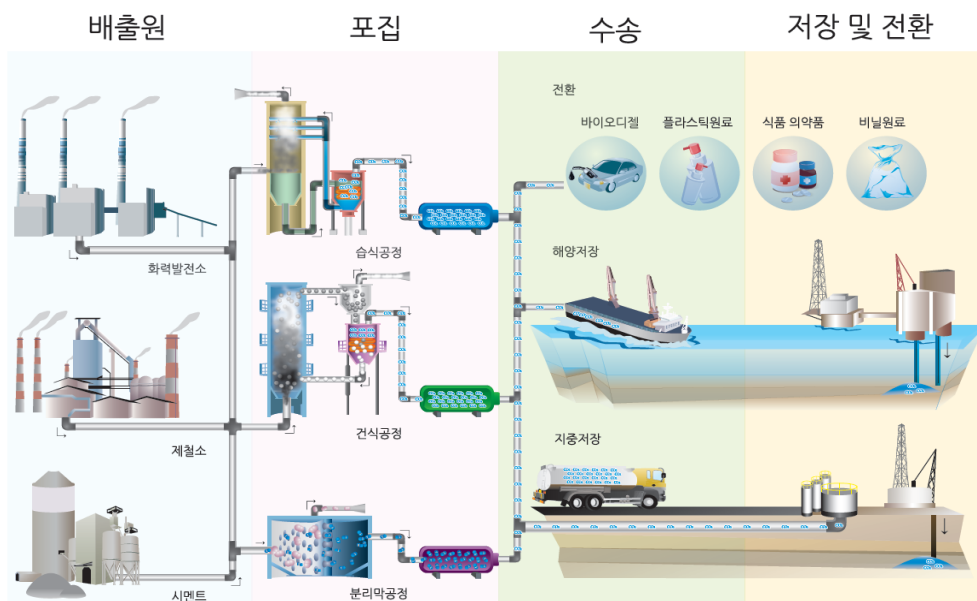 배출원
포집
수송
저장 및 전환
전환
바이오디젤
플라스틱원료
식품 의약품
비닐원료
화력발전소
습식공정
해양저장
제철소
건식공정
지중저장
시멘트
분리막공정